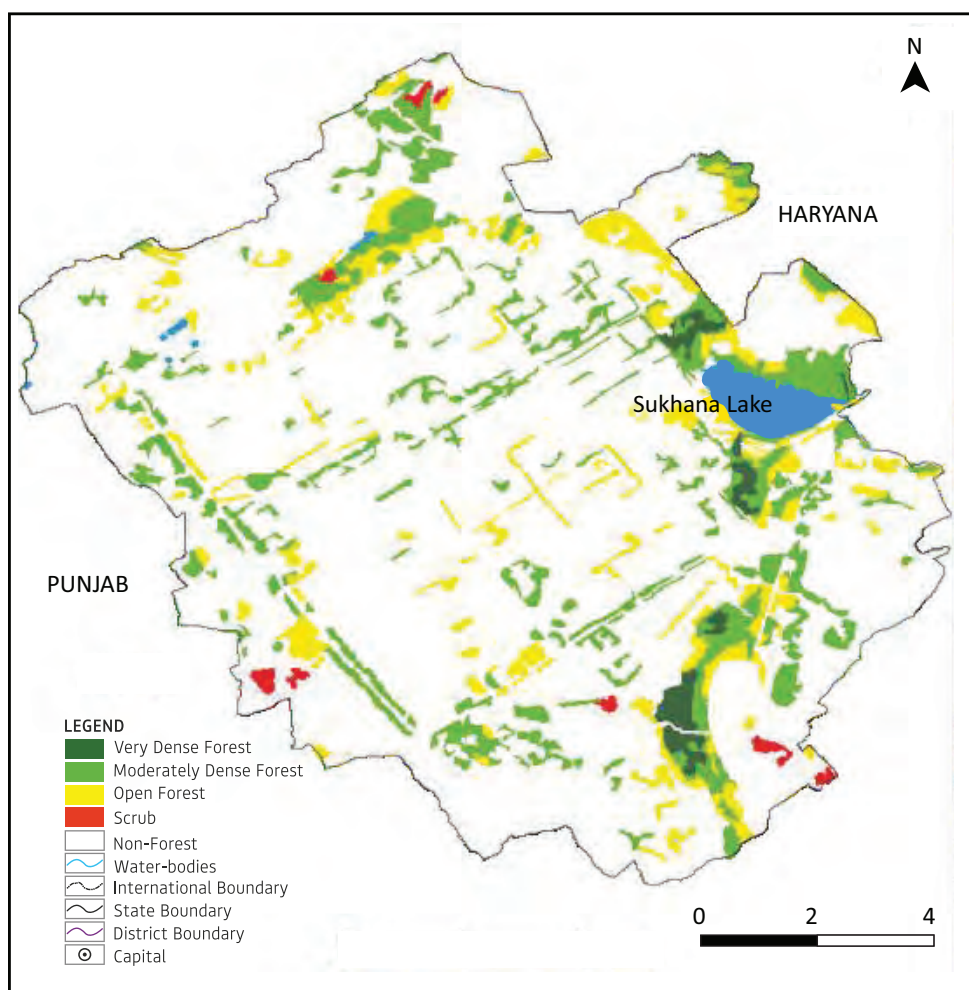 N
HARYANA
Sukhana Lake
PUNJAB
LEGEND
Very Dense Forest
Moderately Dense Forest
Open Forest
Scrub
Non-Forest
Water-bodies
International Boundary
State Boundary
District Boundary
Capital
0 2 4